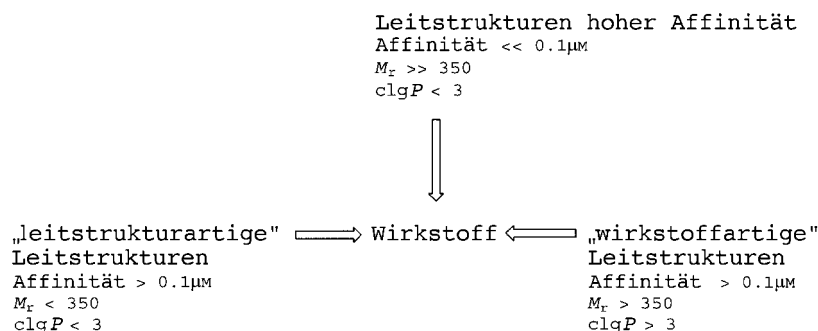 Leitstrukturen hoher Affinität
Affinität << 0.1µM
Mr >> 350
clgP < 3
„leitstrukturartige"
Leitstrukturen
Affinität > 0.1µM
Mr < 350
clgP < 3
Wirkstoff
„wirkstoffartige"
Leitstrukturen
Affinität > 0.1µM
Mr > 350
clgP > 3